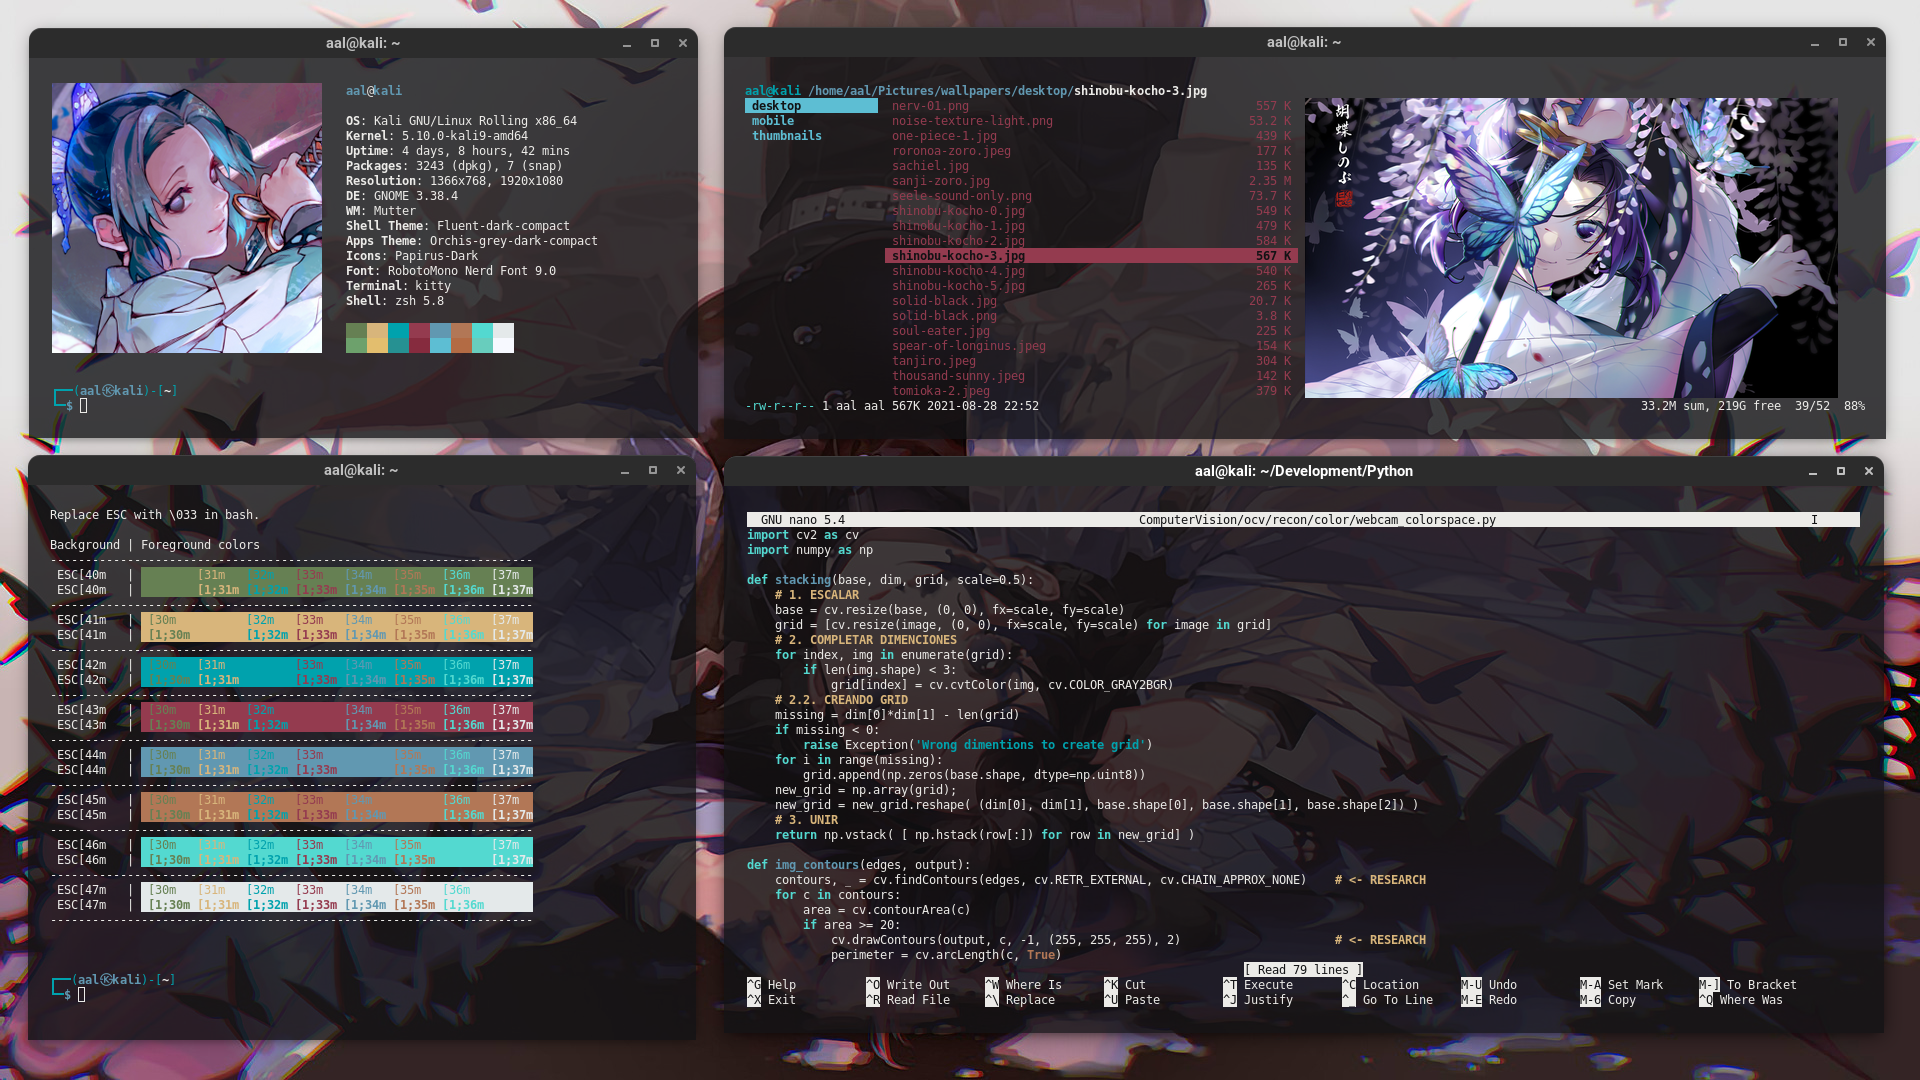 aal@kali: ~
aal@kali
OS: Kali GNU/Linux Rolling x86_64
Kernel: 5.10.0-kali9-amd64
Uptime: 4 days, 8 hours, 42 mins
Packages: 3243 (dpkg), 7 (snap)
Resolution: 1366x768, 1920x1080
DE: GNOME 3.38.4
WM: Mutter
Shell Theme: Fluent-dark-compact
Apps Theme: Orchis-grey-dark-compact
Icons: Papirus-Dark
Font: RobotoMono Nerd Font 9.0
Terminal: kitty
Shell: zsh 5.8
(aal㉿kali)-[~]
$
aal@kali: ~
aal@kali /home/aal/Pictures/wallpapers/desktop/shinobu-kocho-3.jpg
desktop nerv-01.png 557 K
mobile noise-texture-light.png 53.2 K
thumbnails one-piece-1.jpg 439 K
roronoa-zoro.jpeg 177 K
sachiel.jpg 135 K
sanji-zoro.jpg 2.35 M
seele-sound-only.png 73.7 K
shinobu-kocho-0.jpg 549 K
shinobu-kocho-1.jpg 479 K
shinobu-kocho-2.jpg 584 K
shinobu-kocho-3.jpg 567 K
shinobu-kocho-4.jpg 540 K
shinobu-kocho-5.jpg 265 K
solid-black.jpg 20.7 K
solid-black.png 3.8 K
soul-eater.jpg 225 K
spear-of-longinus.jpeg 154 K
tanjiro.jpeg 304 K
thousand-sunny.jpeg 142 K
tomioka-2.jpeg 379 K
胡蝶しのぶ
-rw-r--r-- 1 aal aal 567K 2021-08-28 22:52 33.2M sum, 219G free 39/52 88%
aal@kali: ~
Replace ESC with \033 in bash.
Background | Foreground colors
---------------------------------------------------------------------
ESC[40m | [31m [32m [33m [34m [35m [36m [37m
ESC[40m | [1;31m [1;32m [1;33m [1;34m [1;35m [1;36m [1;37m
---------------------------------------------------------------------
ESC[41m | [30m [32m [33m [34m [35m [36m [37m
ESC[41m | [1;30m [1;32m [1;33m [1;34m [1;35m [1;36m [1;37m
---------------------------------------------------------------------
ESC[42m | [30m [31m [33m [34m [35m [36m [37m
ESC[42m | [1;30m [1;31m [1;33m [1;34m [1;35m [1;36m [1;37m
---------------------------------------------------------------------
ESC[43m | [30m [31m [32m [34m [35m [36m [37m
ESC[43m | [1;30m [1;31m [1;32m [1;34m [1;35m [1;36m [1;37m
---------------------------------------------------------------------
ESC[44m | [30m [31m [32m [33m [35m [36m [37m
ESC[44m | [1;30m [1;31m [1;32m [1;33m [1;35m [1;36m [1;37m
---------------------------------------------------------------------
ESC[45m | [30m [31m [32m [33m [34m [36m [37m
ESC[45m | [1;30m [1;31m [1;32m [1;33m [1;34m [1;36m [1;37m
---------------------------------------------------------------------
ESC[46m | [30m [31m [32m [33m [34m [35m [37m
ESC[46m | [1;30m [1;31m [1;32m [1;33m [1;34m [1;35m [1;37m
---------------------------------------------------------------------
ESC[47m | [30m [31m [32m [33m [34m [35m [36m
ESC[47m | [1;30m [1;31m [1;32m [1;33m [1;34m [1;35m [1;36m
---------------------------------------------------------------------
(aal㉿kali)-[~]
$
aal@kali: ~/Development/Python
GNU nano 5.4 ComputerVision/ocv/recon/color/webcam_colorspace.py I
import cv2 as cv
import numpy as np
def stacking(base, dim, grid, scale=0.5):
# 1. ESCALAR
base = cv.resize(base, (0, 0), fx=scale, fy=scale)
grid = [cv.resize(image, (0, 0), fx=scale, fy=scale) for image in grid]
# 2. COMPLETAR DIMENCIONES
for index, img in enumerate(grid):
if len(img.shape) < 3:
grid[index] = cv.cvtColor(img, cv.COLOR_GRAY2BGR)
# 2.2. CREANDO GRID
missing = dim[0]*dim[1] - len(grid)
if missing < 0:
raise Exception('Wrong dimentions to create grid')
for i in range(missing):
grid.append(np.zeros(base.shape, dtype=np.uint8))
new_grid = np.array(grid);
new_grid = new_grid.reshape( (dim[0], dim[1], base.shape[0], base.shape[1], base.shape[2]) )
# 3. UNIR
return np.vstack( [ np.hstack(row[:]) for row in new_grid] )
def img_contours(edges, output):
contours, _ = cv.findContours(edges, cv.RETR_EXTERNAL, cv.CHAIN_APPROX_NONE) # <- RESEARCH
for c in contours:
area = cv.contourArea(c)
if area >= 20:
cv.drawContours(output, c, -1, (255, 255, 255), 2) # <- RESEARCH
perimeter = cv.arcLength(c, True)
[ Read 79 lines ]
^G Help ^O Write Out ^W Where Is ^K Cut ^T Execute ^C Location M-U Undo M-A Set Mark M-] To Bracket
^X Exit ^R Read File ^\ Replace ^U Paste ^J Justify ^_ Go To Line M-E Redo M-6 Copy ^Q Where Was